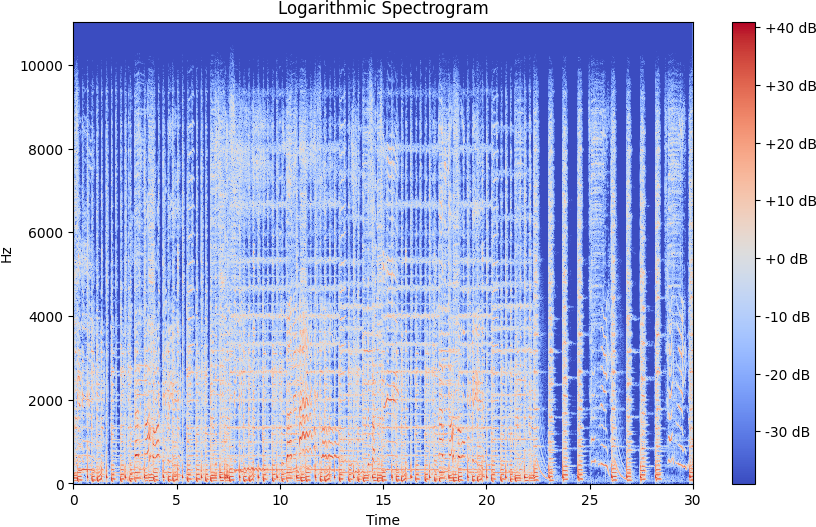 Logarithmic Spectrogram
+40 dB
+30 dB
+20 dB
+10 dB
+0 dB
-10 dB
-20 dB
-30 dB
10000
8000
6000
4000
2000
0
Hz
0 5 10 15 20 25 30
Time